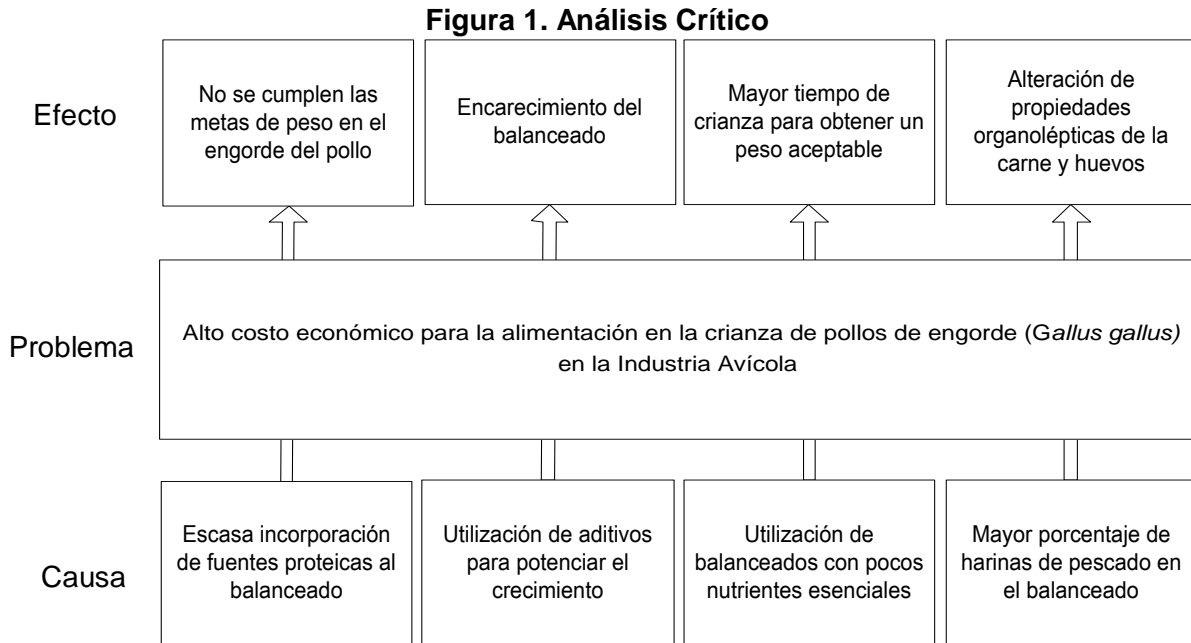 Figura 1. Análisis Crítico
Efecto
No se cumplen las
metas de peso en el
engorde del pollo
Encarecimiento del
balanceado
Mayor tiempo de
crianza para obtener un
peso aceptable
Alteración de
propiedades
organolépticas de la
carne y huevos
Problema
Alto costo económico para la alimentación en la crianza de pollos de engorde (Gallus gallus)
en la Industria Avícola
Causa
Escasa incorporación
de fuentes proteicas al
balanceado
Utilización de aditivos
para potenciar el
crecimiento
Utilización de
balanceados con pocos
nutrientes esenciales
Mayor porcentaje de
harinas de pescado en
el balanceado